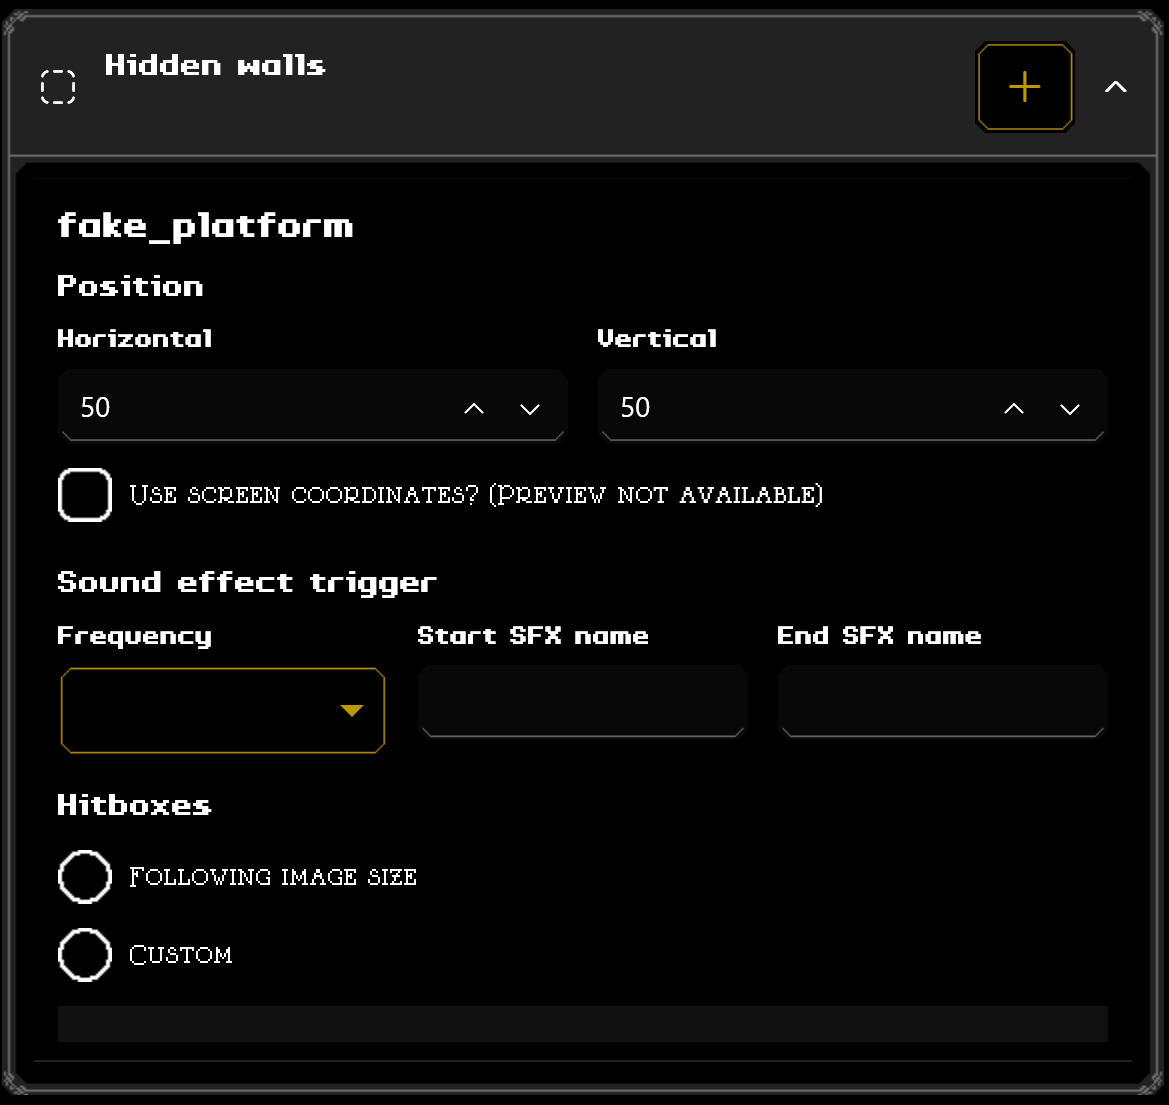 Hidden walls
fake_platform
Position
Horizontal
Vertical
50
50
Use screen coordinates? (Preview not available)
Sound effect trigger
Frequency
Start SFX name
End SFX name
Hitboxes
Following image size
Custom